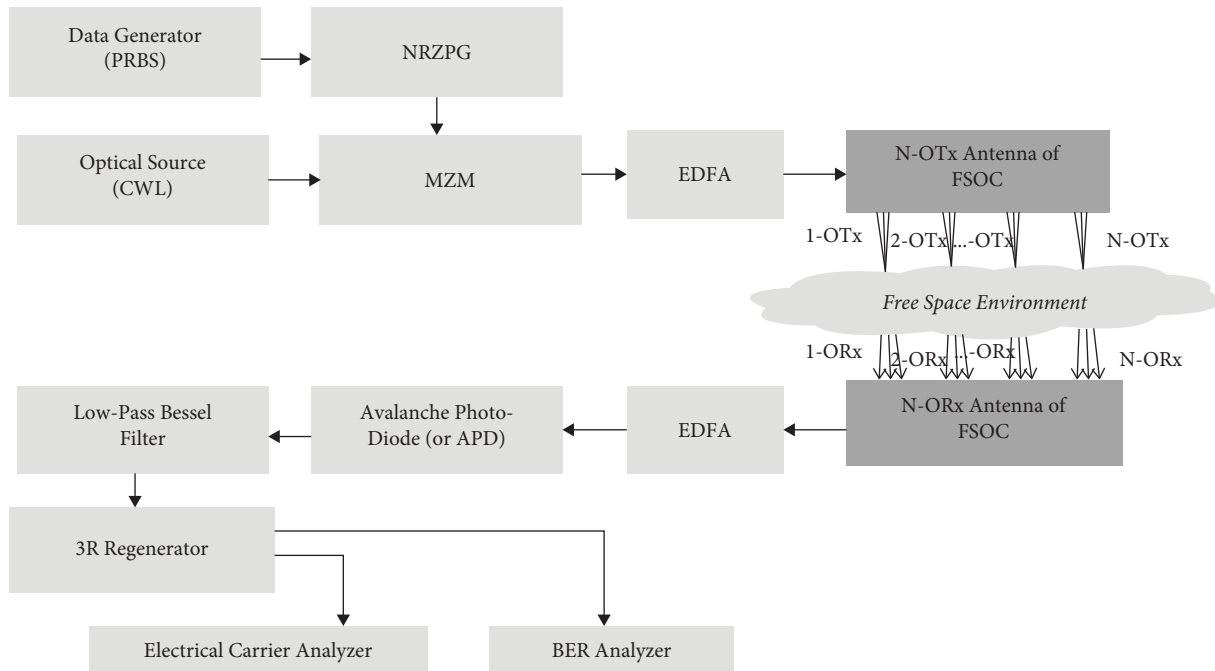 Data Generator
(PRBS)
NRZPG
Optical Source
(CWL)
MZM
EDFA
N-OTx Antenna of
FSOC
1-OTx
2-OTx
...-OTx
N-OTx
Free Space Environment
1-ORx
2-ORx
...-ORx
N-ORx
Low-Pass Bessel
Filter
Avalanche Photo-
Diode (or APD)
EDFA
N-ORx Antenna of
FSOC
3R Regenerator
Electrical Carrier Analyzer
BER Analyzer